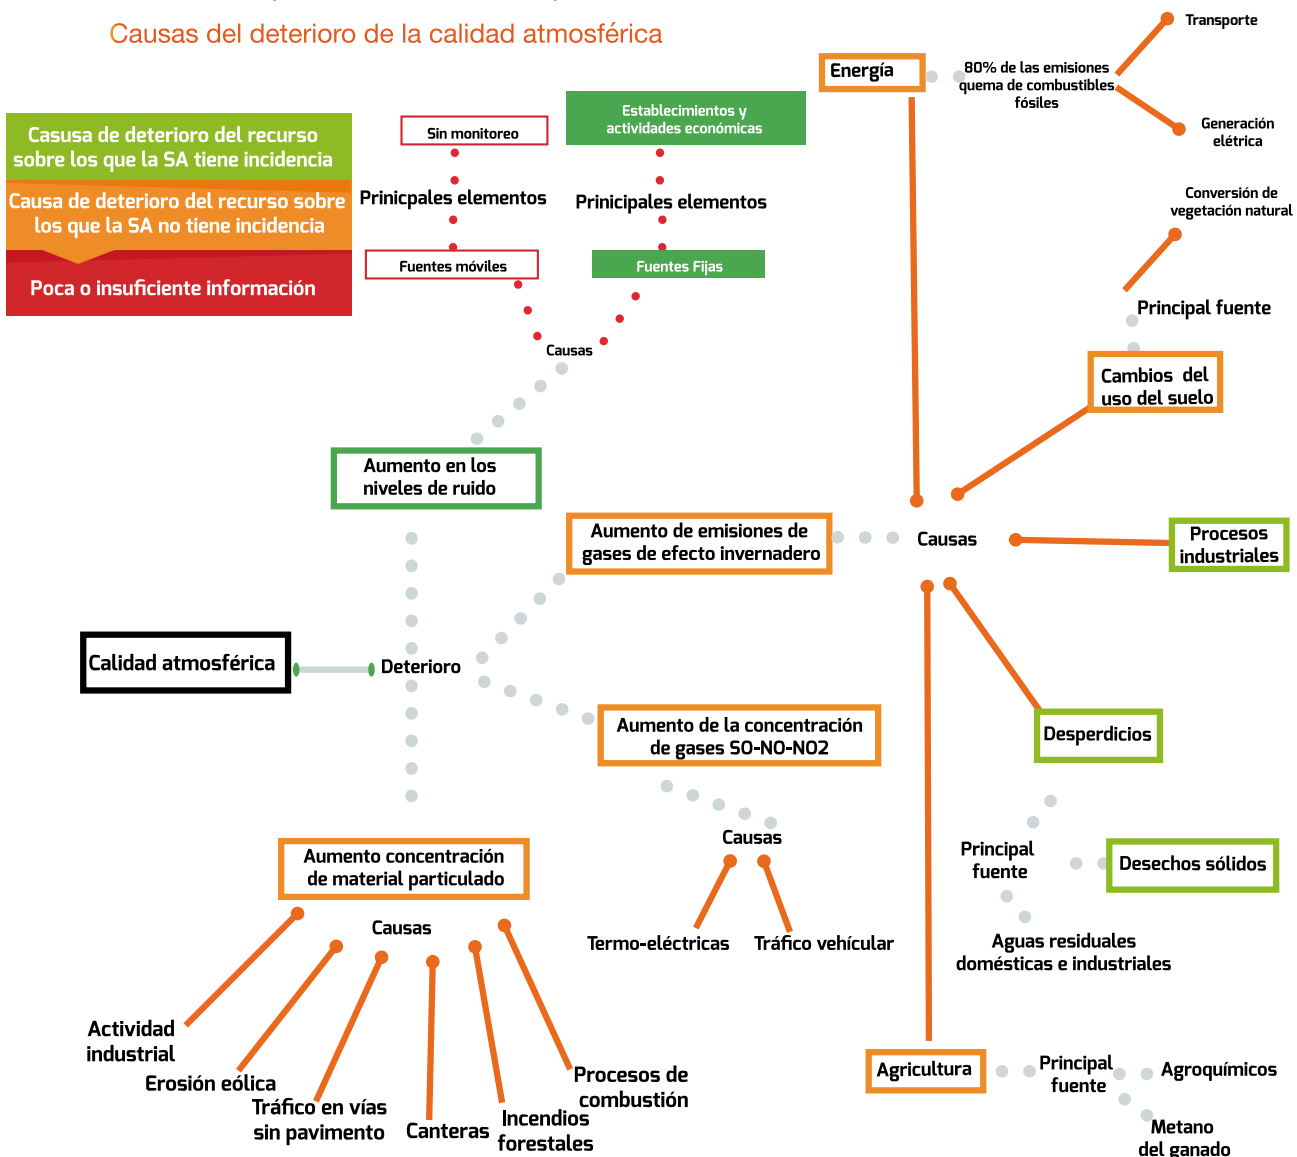 Causas del deterioro de la calidad atmosférica
Casusa de deterioro del recurso
sobre los que la SA tiene incidencia
Causa de deterioro del recurso sobre
los que la SA no tiene incidencia
Poca o insuficiente información
Sin monitoreo
Prinicpales elementos
Fuentes móviles
Establecimientos y
actividades económicas
Prinicipales elementos
Fuentes Fijas
Causas
Aumento en los
niveles de ruido
Energía
80% de las emisiones
quema de combustibles
fósiles
Transporte
Generación
elétrica
Conversión de
vegetación natural
Principal fuente
Cambios del
uso del suelo
Aumento de emisiones de
gases de efecto invernadero
Causas
Procesos
industriales
Calidad atmosférica
Deterioro
Aumento de la concentración
de gases SO-NO-NO2
Causas
Termo-eléctricas
Tráfico vehícular
Desperdicios
Principal
fuente
Desechos sólidos
Aguas residuales
domésticas e industriales
Aumento concentración
de material particulado
Causas
Actividad
industrial
Erosión eólica
Tráfico en vías
sin pavimento
Canteras
Incendios
forestales
Procesos de
combustión
Agricultura
Principal
fuente
Agroquímicos
Metano
del ganado